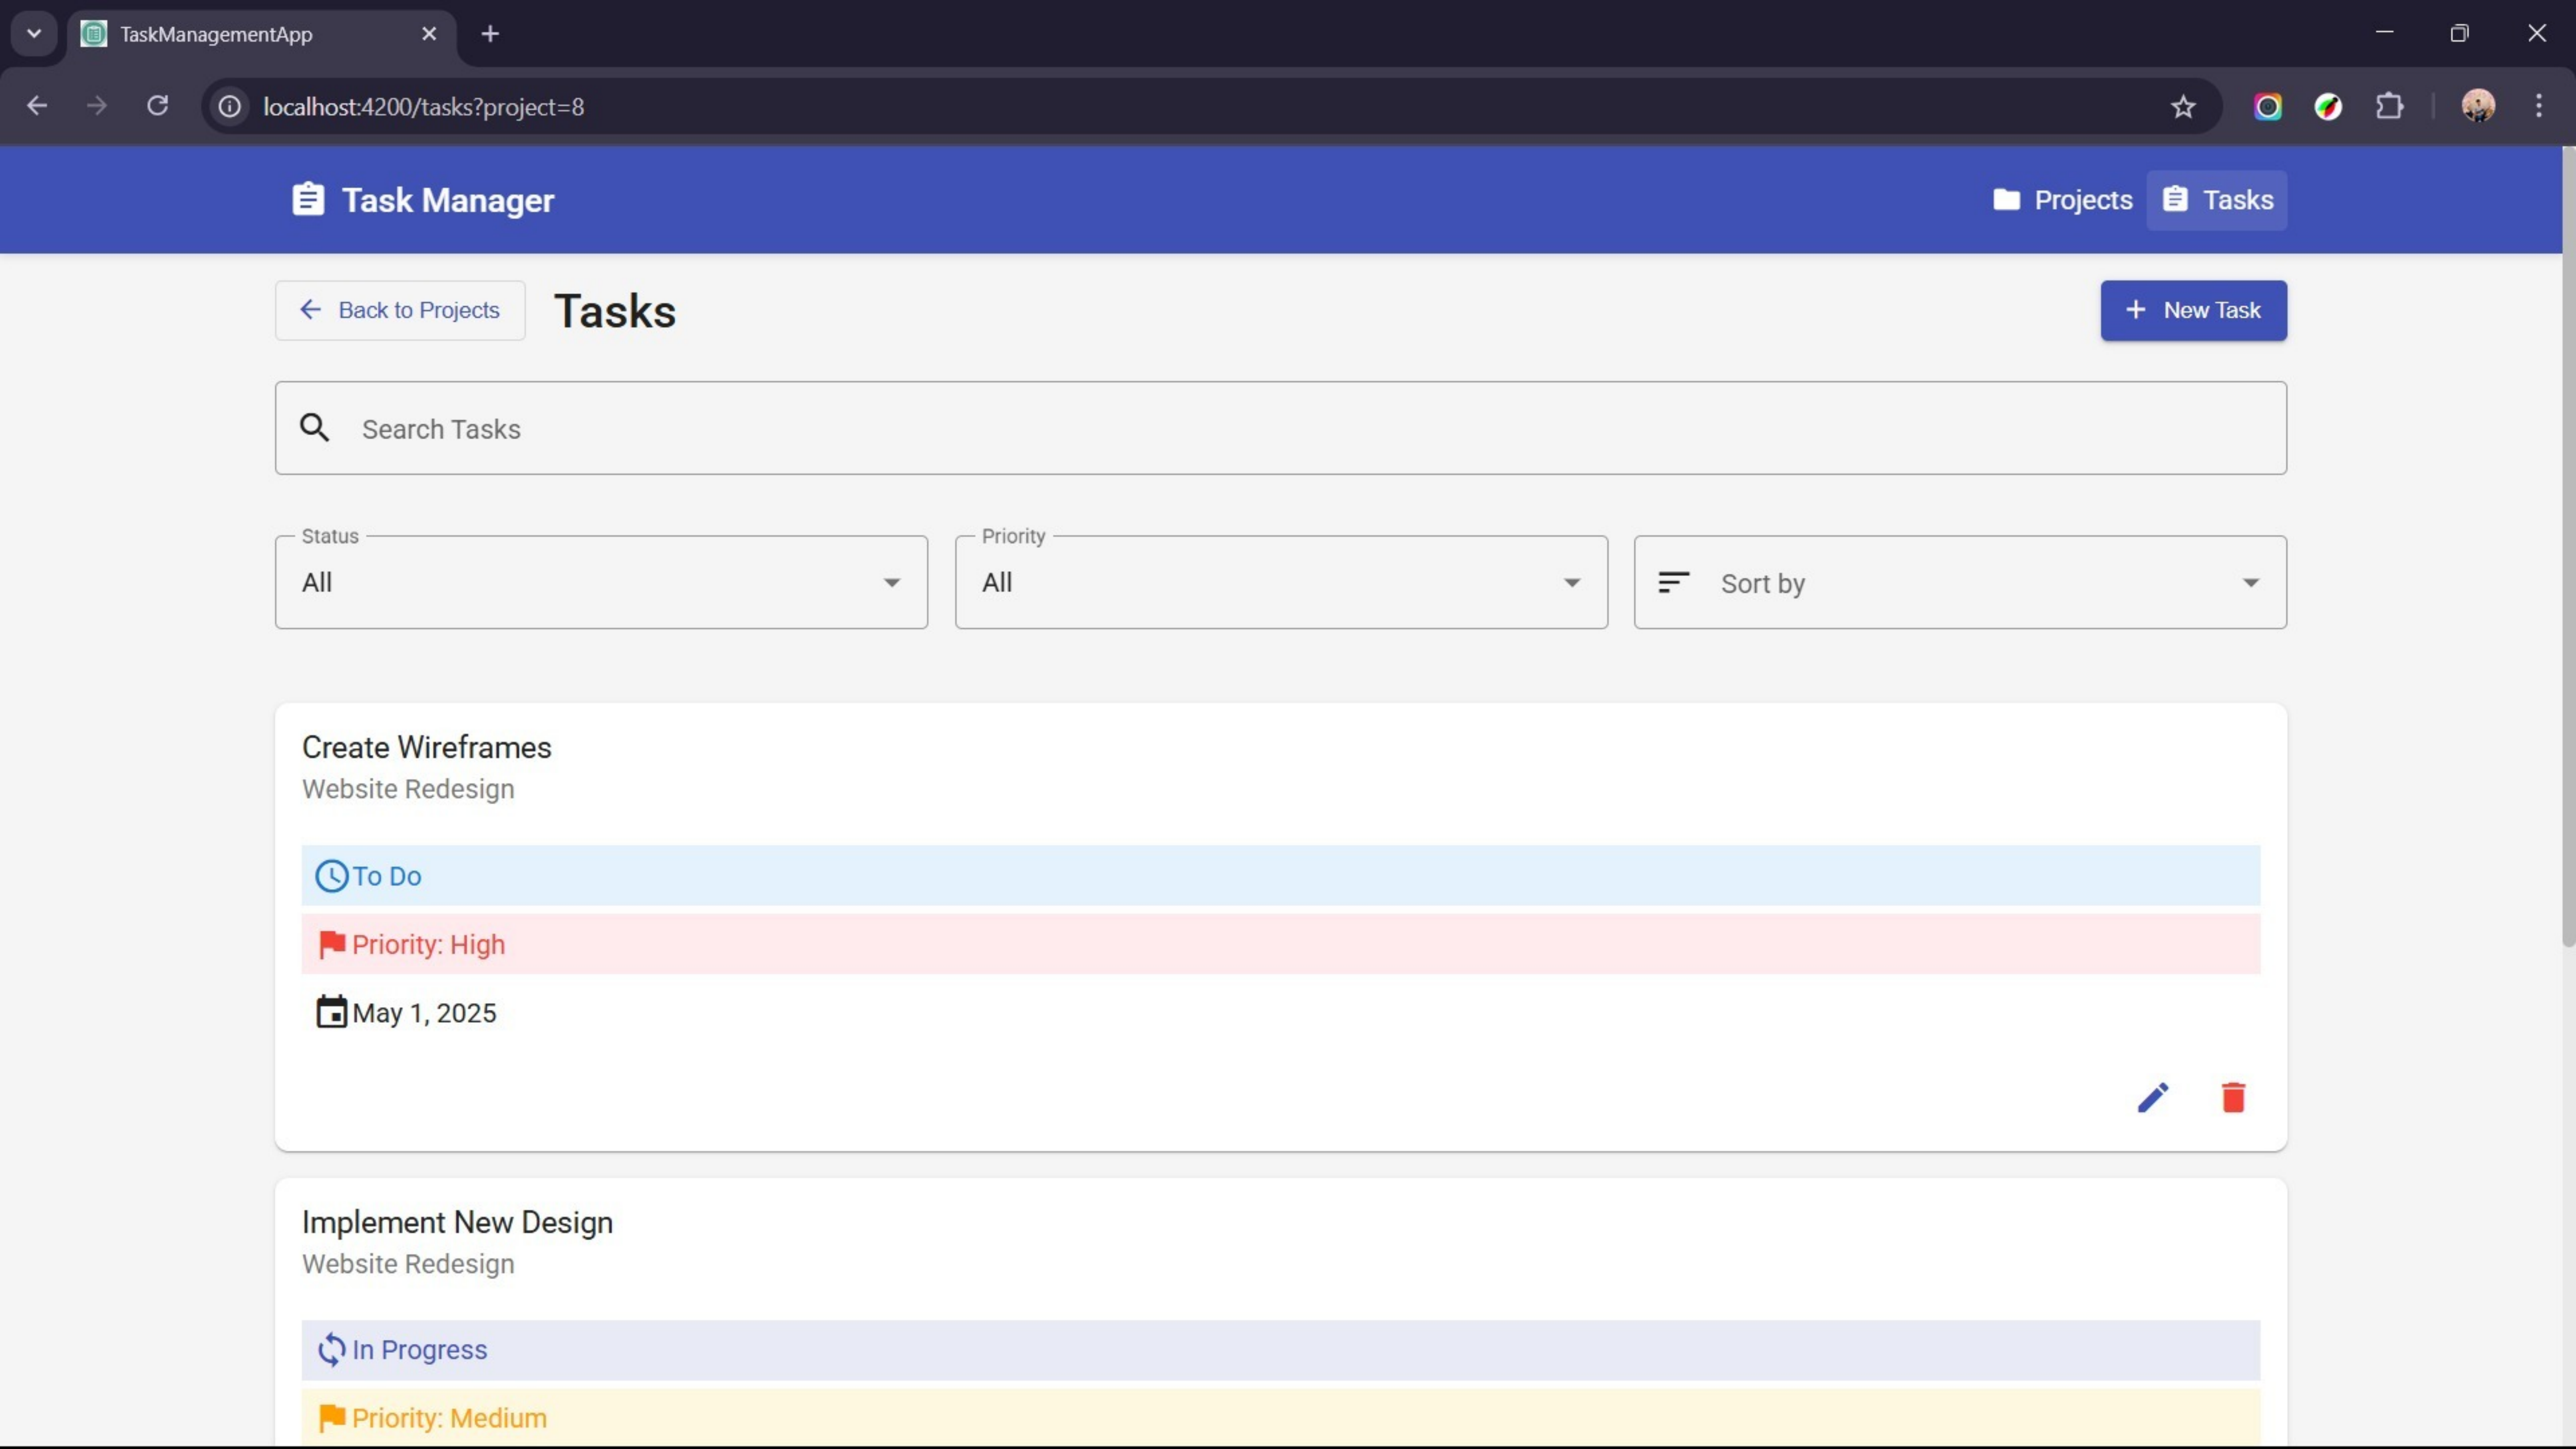 TaskManagementApp
localhost:4200/tasks?project=8
Task Manager
Projects
Tasks
Back to Projects
Tasks
New Task
Search Tasks
Status
All
Priority
All
Sort by
Create Wireframes
Website Redesign
To Do
Priority: High
May 1, 2025
Implement New Design
Website Redesign
In Progress
Priority: Medium